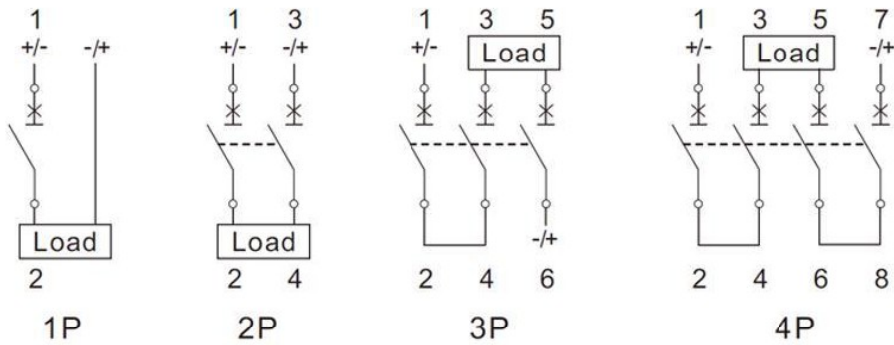 1 1 3 1 3 5 1 3 5 7
+/- -/+ +/- -/+ +/- Load +/- Load -/+
Load Load -/+
2 2 4 2 4 6 2 4 6 8
1P 2P 3P 4P